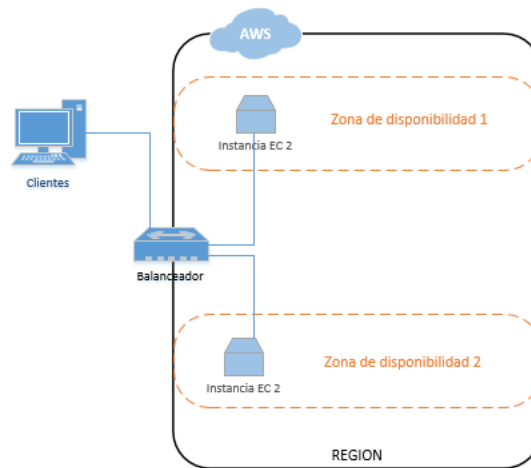 AWS
Zona de disponibilidad 1
Instancia EC 2
Clientes
Balanceador
Zona de disponibilidad 2
Instancia EC 2
REGION